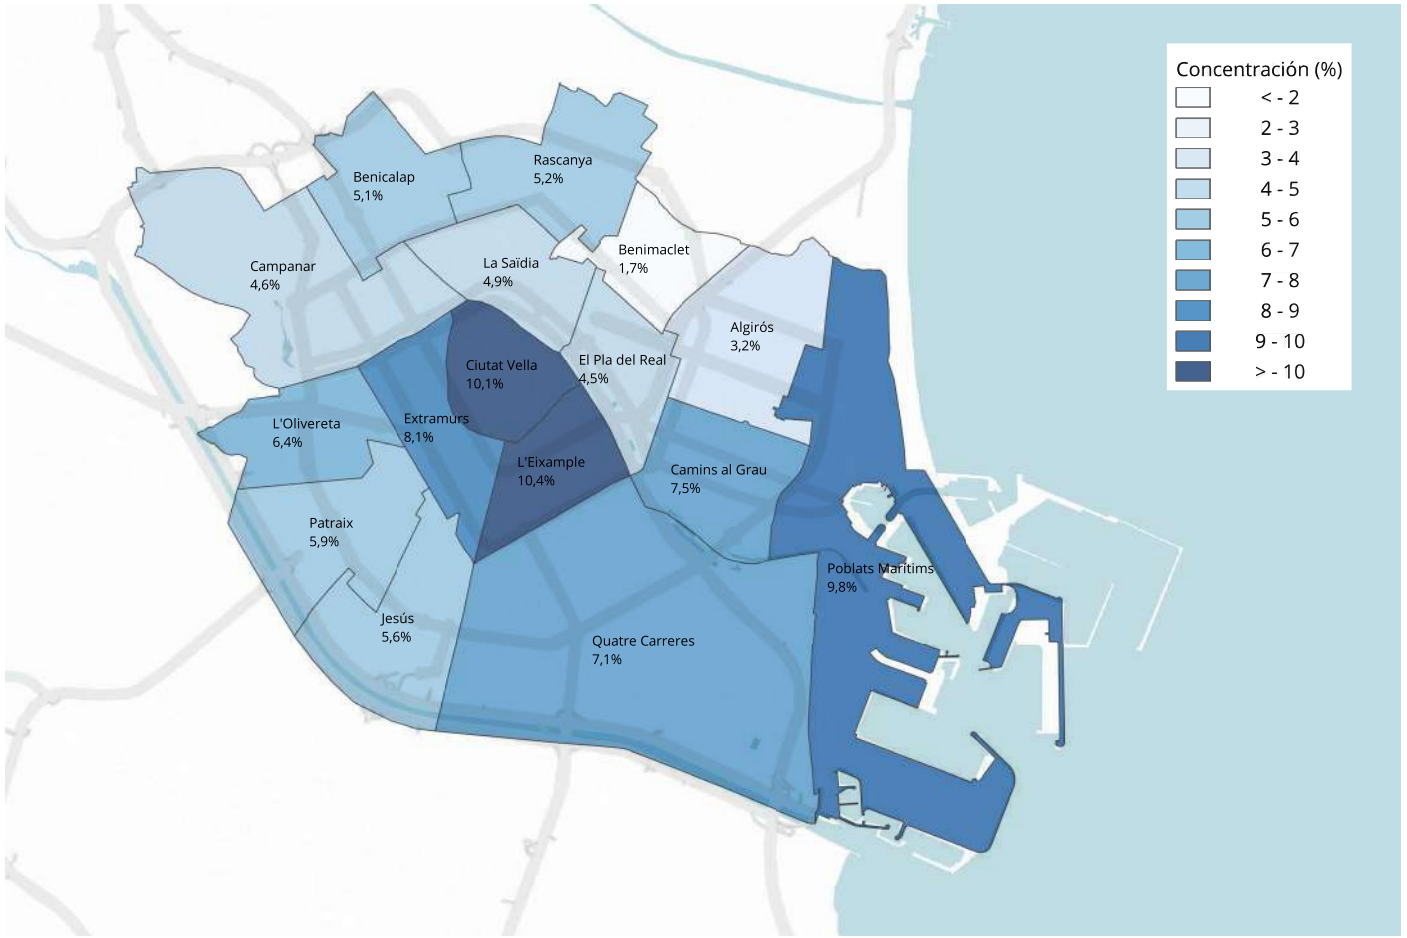 Concentración (%)
< - 2
2 - 3
3 - 4
4 - 5
5 - 6
6 - 7
7 - 8
8 - 9
9 - 10
> - 10
Rascanya
5,2%
Benicalap
5,1%
Benimaclet
1,7%
La Saïdia
4,9%
Campanar
4,6%
Algirós
3,2%
El Pla del Real
4,5%
Ciutat Vella
10,1%
Extramurs
8,1%
L'Olivereta
6,4%
L'Eixample
10,4%
Camins al Grau
7,5%
Patraix
5,9%
Poblats Marítims
9,8%
Jesús
5,6%
Quatre Carreres
7,1%